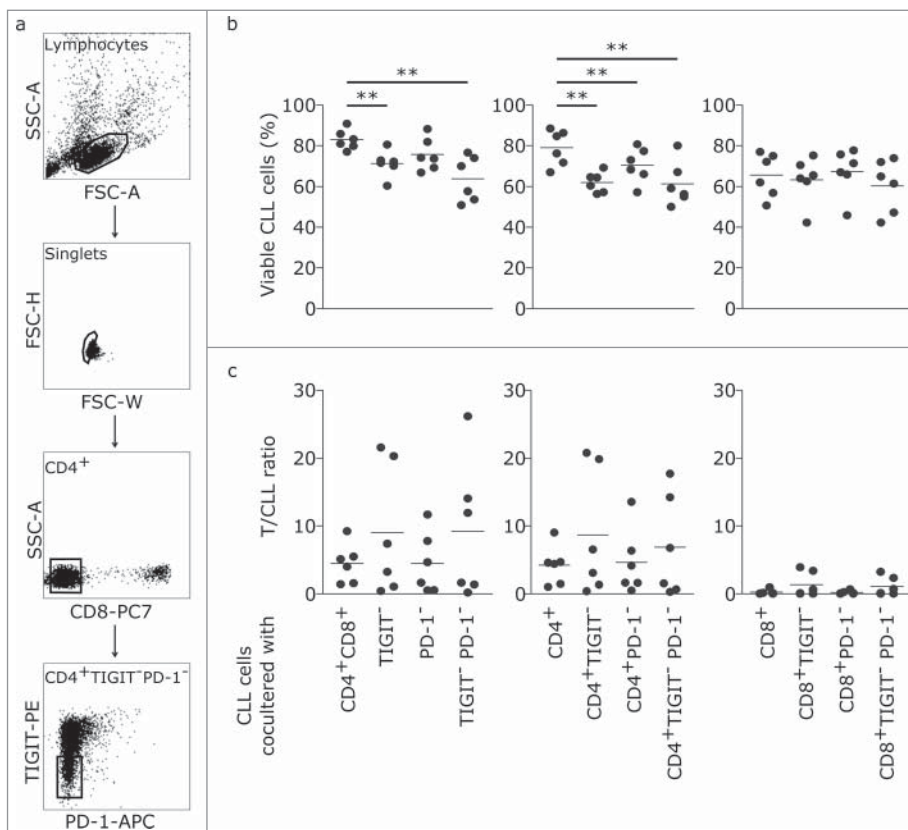 a
Lymphocytes
SSC-A
FSC-A
Singlets
FSC-H
FSC-W
CD4+
SSC-A
CD8-PC7
CD4+TIGIT-PD-1-
TIGIT-PE
PD-1-APC
b
**
**
**
**
**
Viable CLL cells (%)
100
80
60
40
20
0
100
80
60
40
20
0
100
80
60
40
20
0
c
T/CLL ratio
30
20
10
0
30
20
10
0
30
20
10
0
CLL cells
cocultered with
CD4+CD8+
TIGIT-
PD-1-
TIGIT- PD-1-
CD4+
CD4+TIGIT-
CD4+PD-1-
CD4+TIGIT- PD-1-
CD8+
CD8+TIGIT-
CD8+PD-1-
CD8+TIGIT- PD-1-